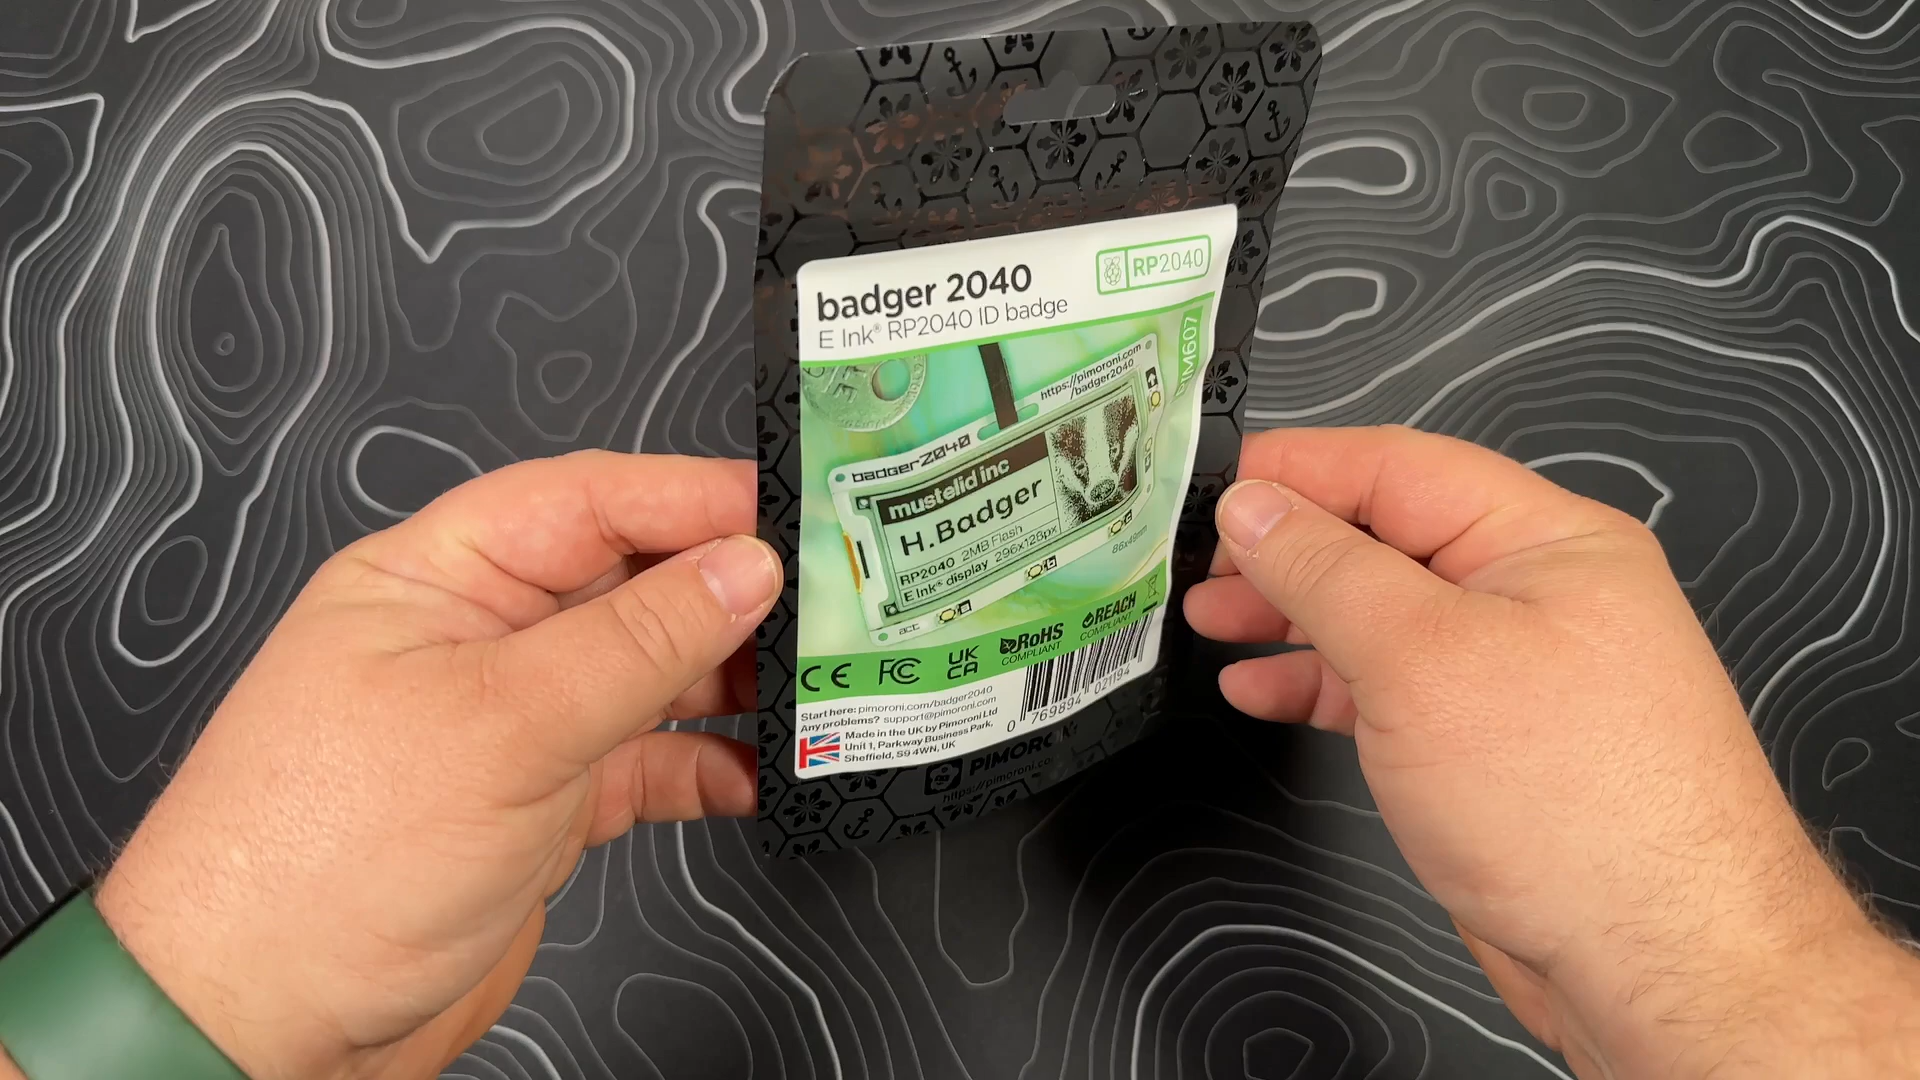 badger 2040
E Ink® RP2040 ID badge
RP2040
PIM607
https://pimoroni.com
/badger2040
badger2040
mustelid inc
H.Badger
RP2040 2MB Flash
E Ink® display 296x128px
86x49mm
act
a
b
c
CE FC UK CA
RoHS
COMPLIANT
REACH
COMPLIANT
Start here: pimoroni.com/badger2040
Any problems? support@pimoroni.com
Made in the UK by Pimoroni Ltd
Unit 1, Parkway Business Park,
Sheffield, S9 4WN, UK
0 769894 021194
PIMORONI
https://pimoroni.co